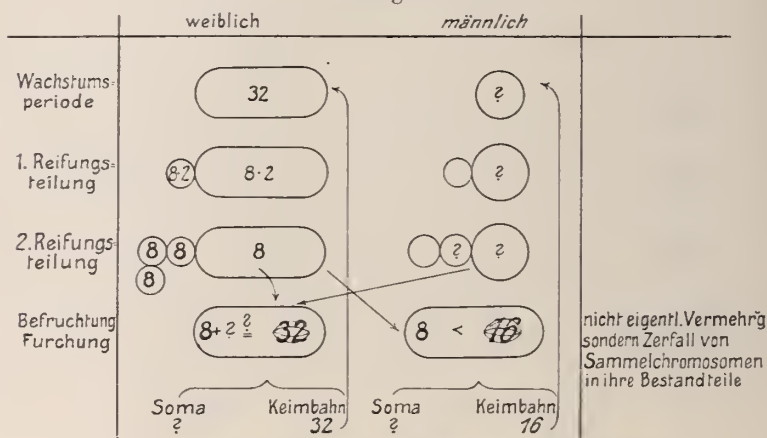 weiblich männlich
Wachstums=
periode
32 ?
1. Reifungs=
teilung
8·2 8·2 ?
2. Reifungs=
teilung
8 8 8 ? ?
8
Befruchtung
Furchung
8+ ? ?= 32 8 < 16
nicht eigentl. Vermehr'g
sondern Zerfall von
Sammelchromosomen
in ihre Bestandteile
Soma Keimbahn Soma Keimbahn
? 32 ? 16